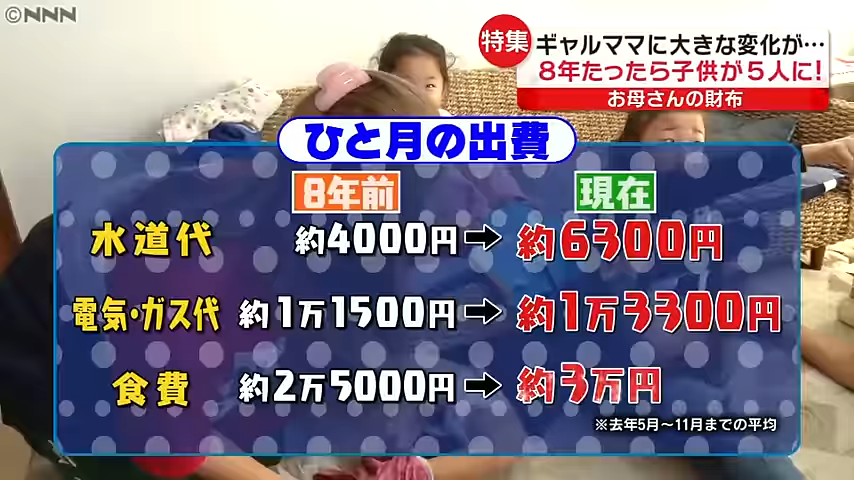 ©NNN
特集
ギャルママに大きな変化が…
8年たったら子供が5人に!
お母さんの財布
ひと月の出費
8年前 現在
水道代 約4000円➡約6300円
電気・ガス代 約1万1500円➡約1万3300円
食費 約2万5000円➡約3万円
※去年5月〜11月までの平均